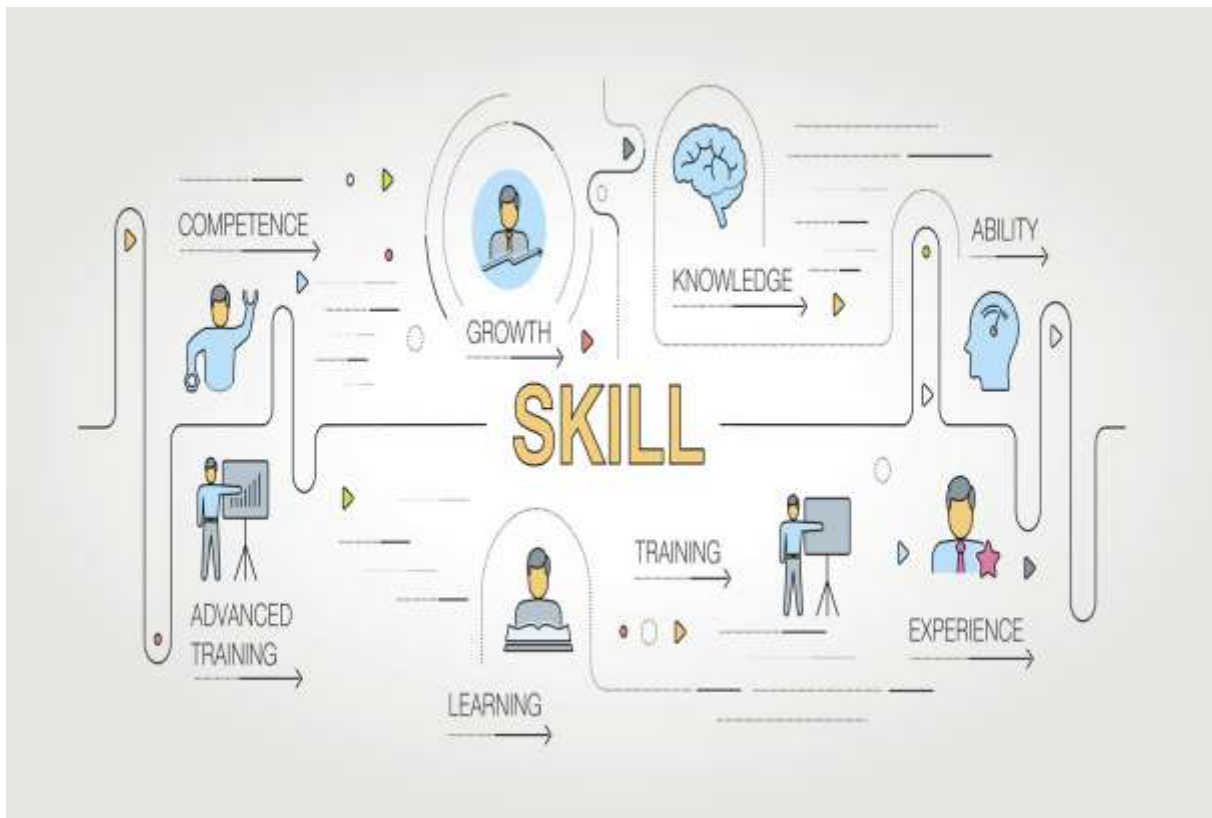 COMPETENCE
GROWTH
KNOWLEDGE
ABILITY
SKILL
ADVANCED
TRAINING
LEARNING
TRAINING
EXPERIENCE